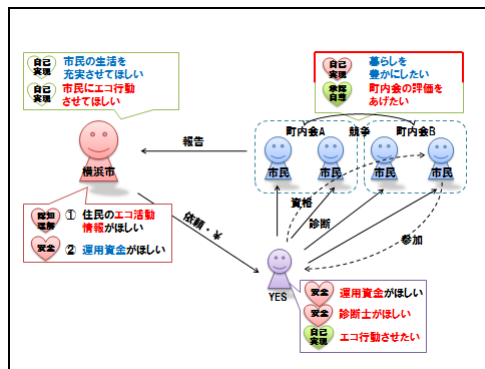 自己
実現
市民の生活を
充実させてほしい
自己
実現
市民にエコ行動
させてほしい
自己
実現
暮らしを
豊かにしたい
承認
自尊
町内会の評価を
あげたい
町内会A
競争
町内会B
報告
市民
市民
市民
市民
横浜市
資格
診断
参加
依頼・¥
認知
理解
① 住民のエコ活動
情報がほしい
安全
② 運用資金がほしい
YES
安全
運用資金がほしい
安全
診断士がほしい
自己
実現
エコ行動させたい